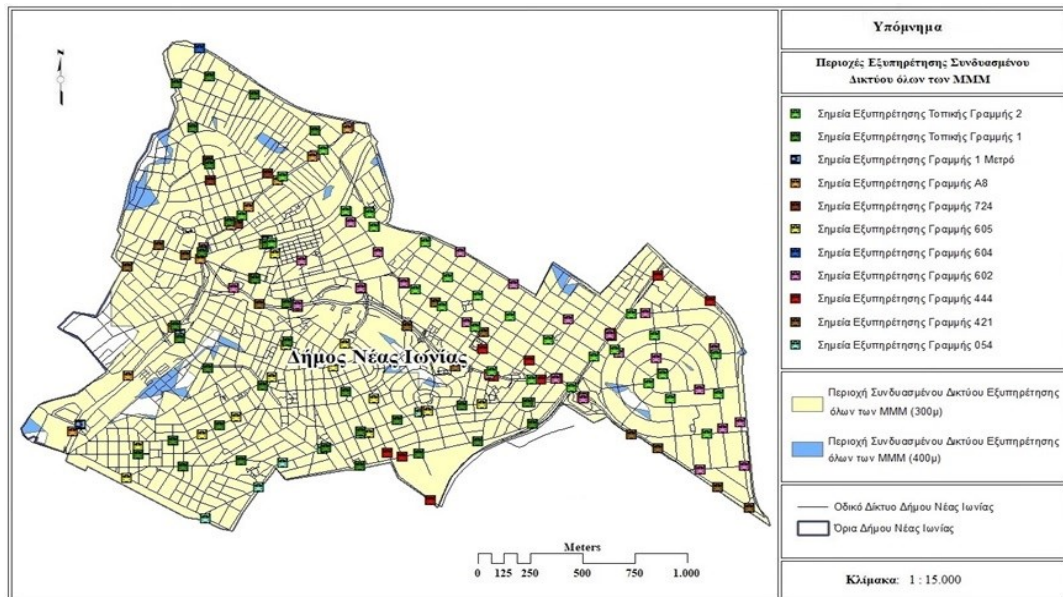 Υπόμνημα
Περιοχές Εξυπηρέτησης Συνδυασμένου
Δικτύου όλων των ΜΜΜ
Σημεία Εξυπηρέτησης Τοπικής Γραμμής 2
Σημεία Εξυπηρέτησης Τοπικής Γραμμής 1
Σημεία Εξυπηρέτησης Γραμμής 1 Μετρό
Σημεία Εξυπηρέτησης Γραμμής Α8
Σημεία Εξυπηρέτησης Γραμμής 724
Σημεία Εξυπηρέτησης Γραμμής 605
Σημεία Εξυπηρέτησης Γραμμής 604
Σημεία Εξυπηρέτησης Γραμμής 602
Σημεία Εξυπηρέτησης Γραμμής 444
Σημεία Εξυπηρέτησης Γραμμής 421
Σημεία Εξυπηρέτησης Γραμμής 054
Περιοχή Συνδυασμένου Δικτύου Εξυπηρέτησης
όλων των ΜΜΜ (300μ)
Περιοχή Συνδυασμένου Δικτύου Εξυπηρέτησης
όλων των ΜΜΜ (400μ)
Οδικό Δίκτυο Δήμου Νέας Ιωνίας
Όρια Δήμου Νέας Ιωνίας
Κλίμακα: 1 : 15.000
N
Δήμος Νέας Ιωνίας
Meters
0 125 250 500 750 1.000